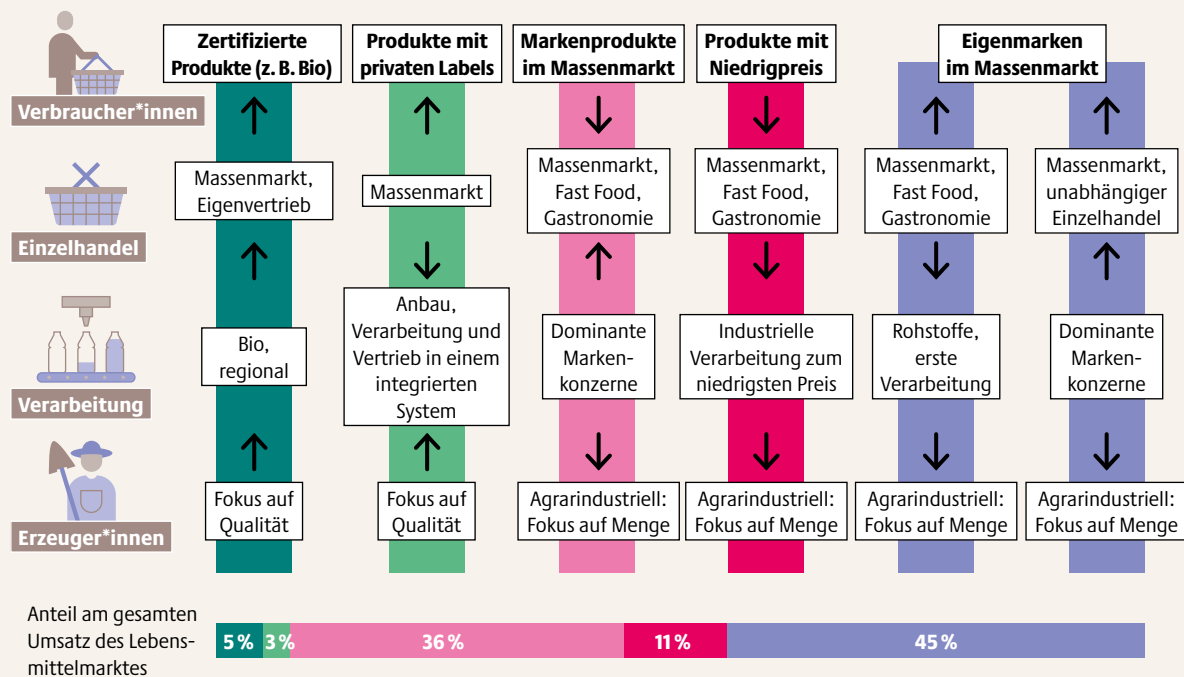 Zertifizierte
Produkte (z. B. Bio)
Produkte mit
privaten Labels
Markenprodukte
im Massenmarkt
Produkte mit
Niedrigpreis
Eigenmarken
im Massenmarkt
Verbraucher*innen
Massenmarkt,
Eigenvertrieb
Massenmarkt
Massenmarkt,
Fast Food,
Gastronomie
Massenmarkt,
Fast Food,
Gastronomie
Massenmarkt,
Fast Food,
Gastronomie
Massenmarkt,
unabhängiger
Einzelhandel
Einzelhandel
Bio,
regional
Anbau,
Verarbeitung und
Vertrieb in einem
integrierten
System
Dominante
Marken-
konzerne
Industrielle
Verarbeitung zum
niedrigsten Preis
Rohstoffe,
erste
Verarbeitung
Dominante
Marken-
konzerne
Verarbeitung
Fokus auf
Qualität
Fokus auf
Qualität
Agrarindustriell:
Fokus auf Menge
Agrarindustriell:
Fokus auf Menge
Agrarindustriell:
Fokus auf Menge
Agrarindustriell:
Fokus auf Menge
Erzeuger*innen
Anteil am gesamten
Umsatz des Lebens-
mittelmarktes
5 %
3 %
36 %
11 %
45 %